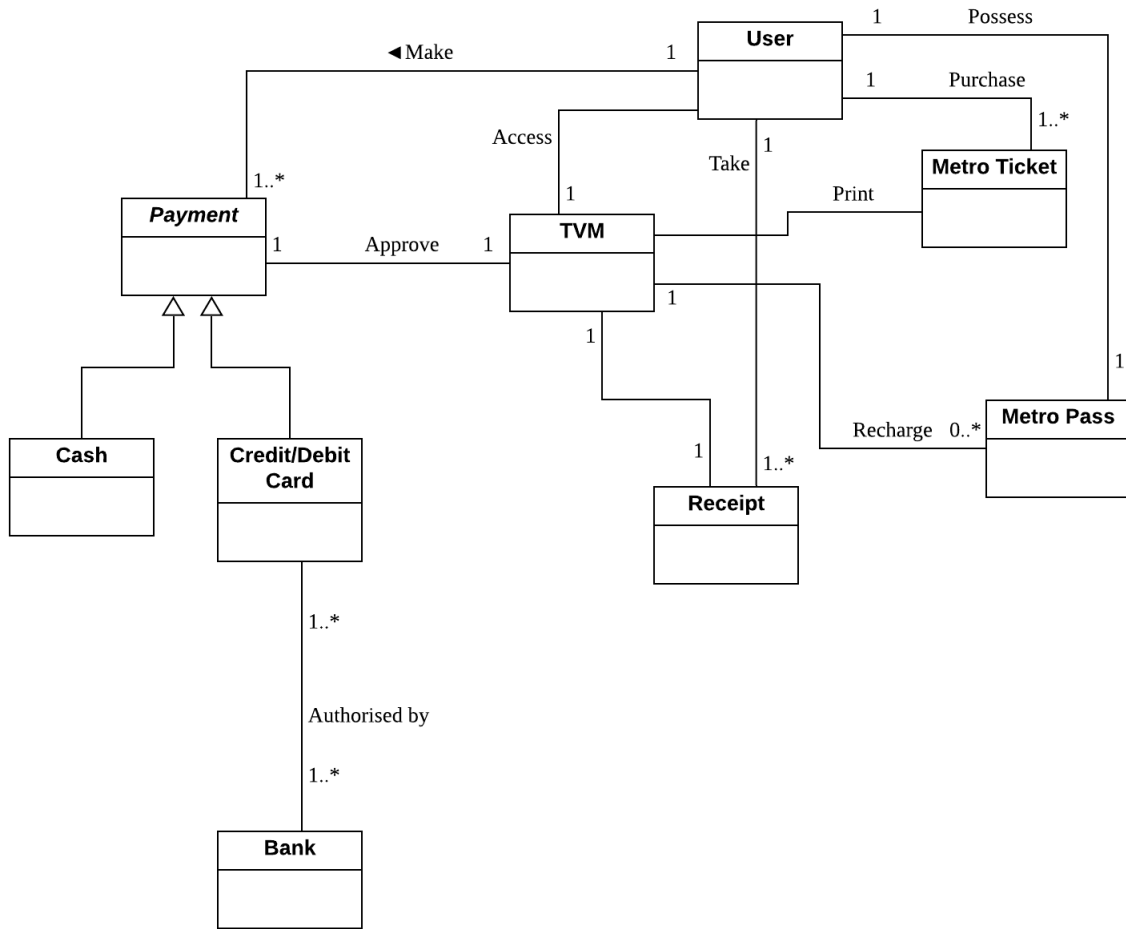 1
Possess
User
◄ Make
1
1
Purchase
1..*
Access
1
Take
Metro Ticket
1..*
1
Print
Payment
TVM
1
Approve
1
1
1
1
Metro Pass
Recharge 0..*
Cash
Credit/Debit
Card
1
1..*
Receipt
1..*
Authorised by
1..*
Bank